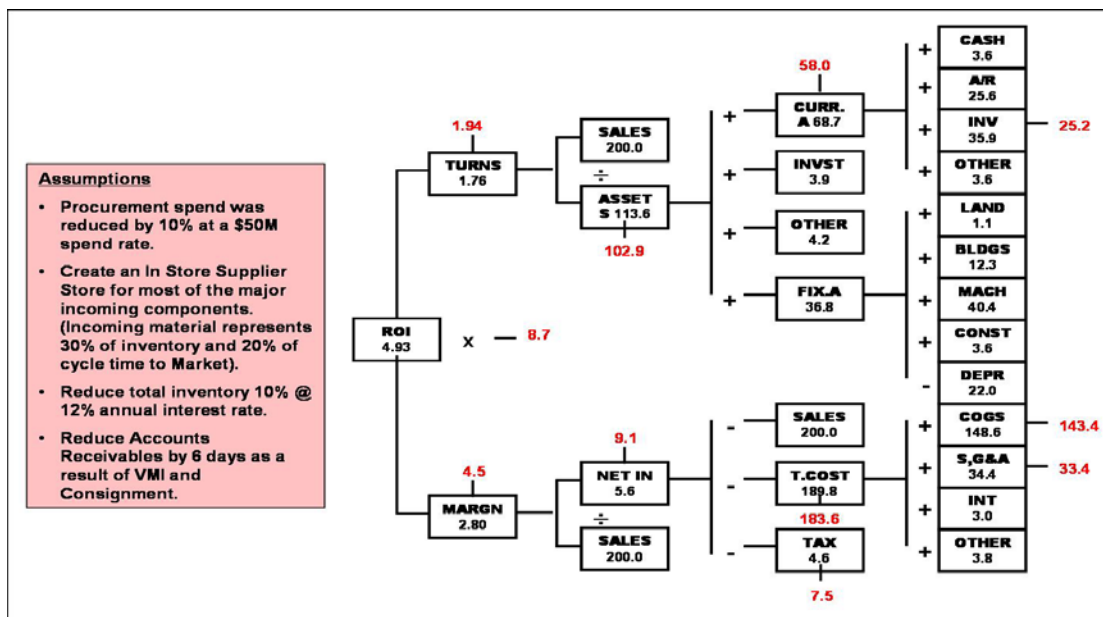 Assumptions
• Procurement spend was
reduced by 10% at a $50M
spend rate.
• Create an In Store Supplier
Store for most of the major
incoming components.
(Incoming material represents
30% of inventory and 20% of
cycle time to Market).
• Reduce total inventory 10% @
12% annual interest rate.
• Reduce Accounts
Receivables by 6 days as a
result of VMI and
Consignment.
ROI
4.93
x
8.7
1.94
TURNS
1.76
4.5
MARGN
2.80
SALES
200.0
÷
ASSET
S 113.6
102.9
9.1
NET IN
5.6
÷
SALES
200.0
58.0
+
CURR.
A 68.7
+
INVST
3.9
+
OTHER
4.2
+
FIX.A
36.8
-
SALES
200.0
-
T.COST
189.8
183.6
-
TAX
4.6
7.5
+
CASH
3.6
+
A/R
25.6
+
INV
35.9
25.2
+
OTHER
3.6
+
LAND
1.1
+
BLDGS
12.3
+
MACH
40.4
+
CONST
3.6
-
DEPR
22.0
+
COGS
148.6
143.4
+
S,G&A
34.4
33.4
+
INT
3.0
+
OTHER
3.8